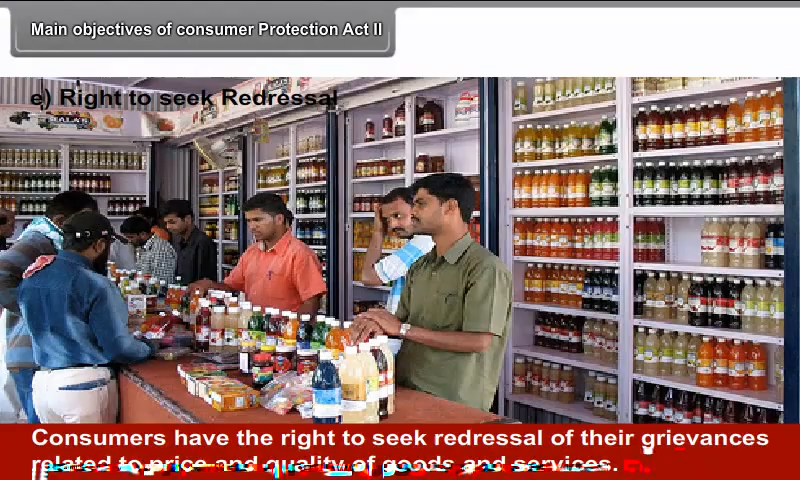 Main objectives of consumer Protection Act II
e) Right to seek Redressal
Consumers have the right to seek redressal of their grievances
related to price and quality of goods and services.